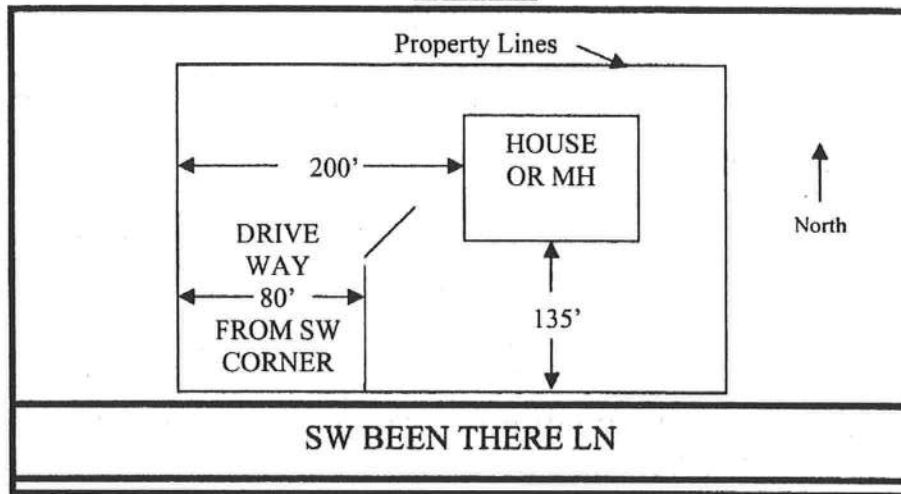 Property Lines
HOUSE
OR MH
200'
North
DRIVE
WAY
80'
FROM SW
CORNER
135'
SW BEEN THERE LN